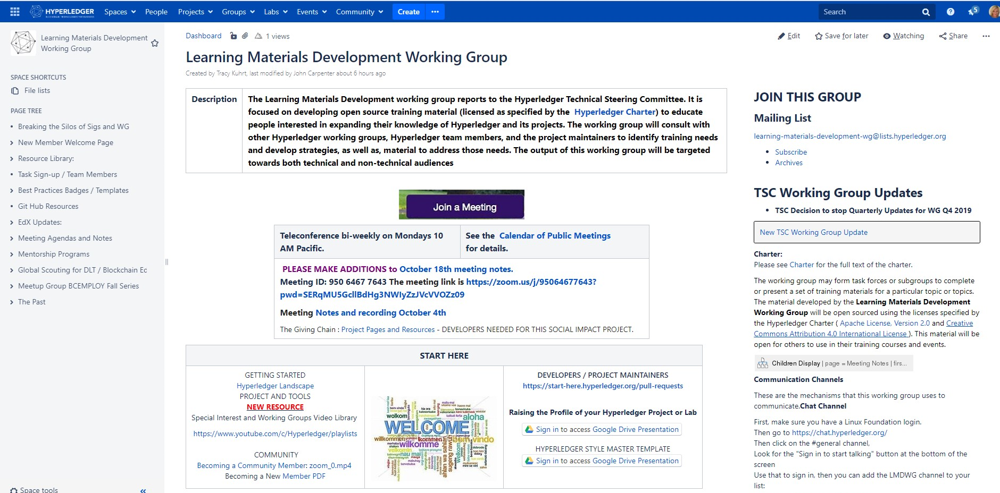 HYPERLEDGER
BLOCKCHAIN TECHNOLOGIES FOR BUSINESS
Spaces
People
Projects
Groups
Labs
Events
Community
Create
Search
5
Learning Materials Development
Working Group
SPACE SHORTCUTS
File lists
PAGE TREE
Breaking the Silos of Sigs and WG
New Member Welcome Page
Resource Library:
Task Sign-up / Team Members
Best Practices Badges / Templates
Git Hub Resources
EdX Updates:
Meeting Agendas and Notes
Mentorship Programs
Global Scouting for DLT / Blockchain Ec
Meetup Group BCEMPLOY Fall Series
The Past
Space tools
Dashboard
1 views
Edit
Save for later
Watching
Share
Learning Materials Development Working Group
Created by Tracy Kuhrt, last modified by John Carpenter about 6 hours ago
Description
The Learning Materials Development working group reports to the Hyperledger Technical Steering Committee. It is
focused on developing open source training material (licensed as specified by the Hyperledger Charter) to educate
people interested in expanding their knowledge of Hyperledger and its projects. The working group will consult with
other Hyperledger working groups, Hyperledger team members, and the project maintainers to identify training needs
and develop strategies, as well as, material to address those needs. The output of this working group will be targeted
towards both technical and non-technical audiences
Join a Meeting
Teleconference bi-weekly on Mondays 10
AM Pacific.
See the Calendar of Public Meetings
for details.
PLEASE MAKE ADDITIONS to October 18th meeting notes.
Meeting ID: 950 6467 7643 The meeting link is https://zoom.us/j/95064677643?
pwd=SERqMU5GcllBdHg3NWIyZzJVcVVOZz09
Meeting Notes and recording October 4th
The Giving Chain : Project Pages and Resources - DEVELOPERS NEEDED FOR THIS SOCIAL IMPACT PROJECT.
START HERE
GETTING STARTED
Hyperledger Landscape
PROJECT AND TOOLS
NEW RESOURCE
Special Interest and Working Groups Video Library
https://www.youtube.com/c/Hyperledger/playlists
COMMUNITY
Becoming a Community Member: zoom_0.mp4
Becoming a New Member PDF
wolkom
aloha
WELCOME
willkommen
lkommen
bem vindo
wilkomme
velkomin
nau mai
ahlan wa sahlan
sugeng rawuh
DEVELOPERS / PROJECT MAINTAINERS
https://start-here.hyperledger.org/pull-requests
Raising the Profile of your Hyperledger Project or Lab
Sign in to access Google Drive Presentation
HYPERLEDGER STYLE MASTER TEMPLATE
Sign in to access Google Drive Presentation
JOIN THIS GROUP
Mailing List
learning-materials-development-wg@lists.hyperledger.org
Subscribe
Archives
TSC Working Group Updates
TSC Decision to stop Quarterly Updates for WG Q4 2019
New TSC Working Group Update
Charter:
Please see Charter for the full text of the charter.
The working group may form task forces or subgroups to complete
or present a set of training materials for a particular topic or topics.
The material developed by the Learning Materials Development
Working Group will be open sourced using the licenses specified by
the Hyperledger Charter ( Apache License, Version 2.0 and Creative
Commons Attribution 4.0 International License ). This material will be
open for others to use in their training courses and events.
Children Display | page = Meeting Notes | firs...
Communication Channels
These are the mechanisms that this working group uses to
communicate.Chat Channel
First, make sure you have a Linux Foundation login.
Then go to https://chat.hyperledger.org/
Then click on the #general channel,
Look for the "Sign in to start talking" button at the bottom of the
screen
Use that to sign in, then you can add the LMDWG channel to your
list: